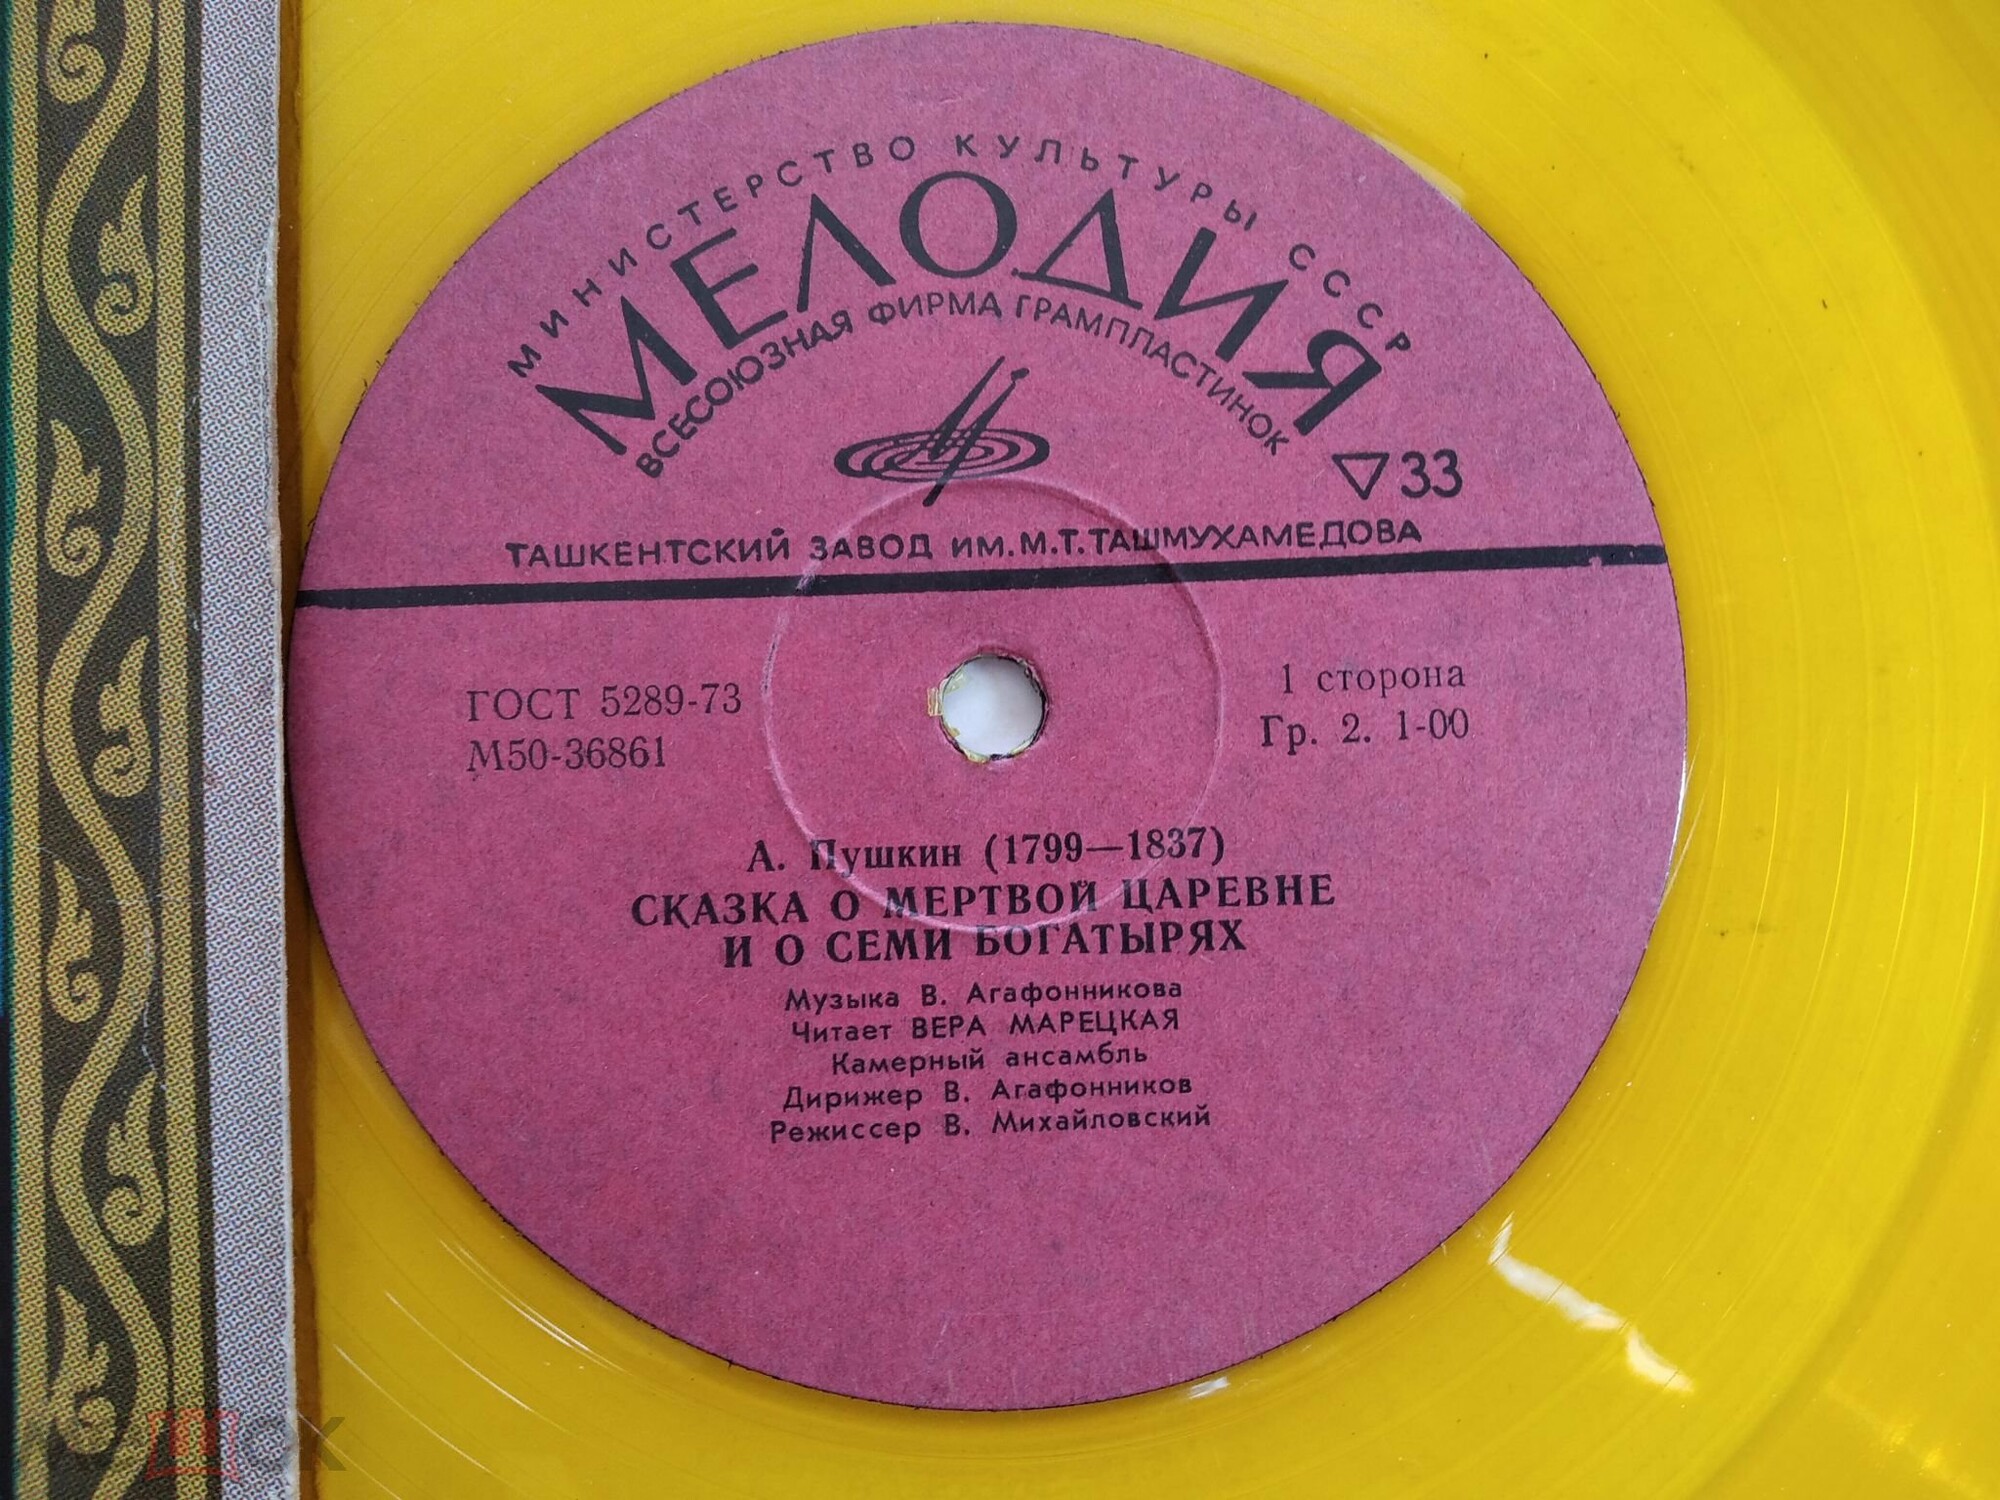 МИНИСТЕРСТВО КУЛЬТУРЫ СССР
МЕЛОДИЯ
ВСЕСОЮЗНАЯ ФИРМА ГРАМПЛАСТИНОК
33
ТАШКЕНТСКИЙ ЗАВОД ИМ. М.Т. ТАШМУХАМЕДОВА
ГОСТ 5289-73
М50-36861
1 сторона
Гр. 2. 1-00
А. Пушкин (1799—1837)
СКАЗКА О МЕРТВОЙ ЦАРЕВНЕ
И О СЕМИ БОГАТЫРЯХ
Музыка В. Агафонникова
Читает ВЕРА МАРЕЦКАЯ
Камерный ансамбль
Дирижер В. Агафонников
Режиссер В. Михайловский